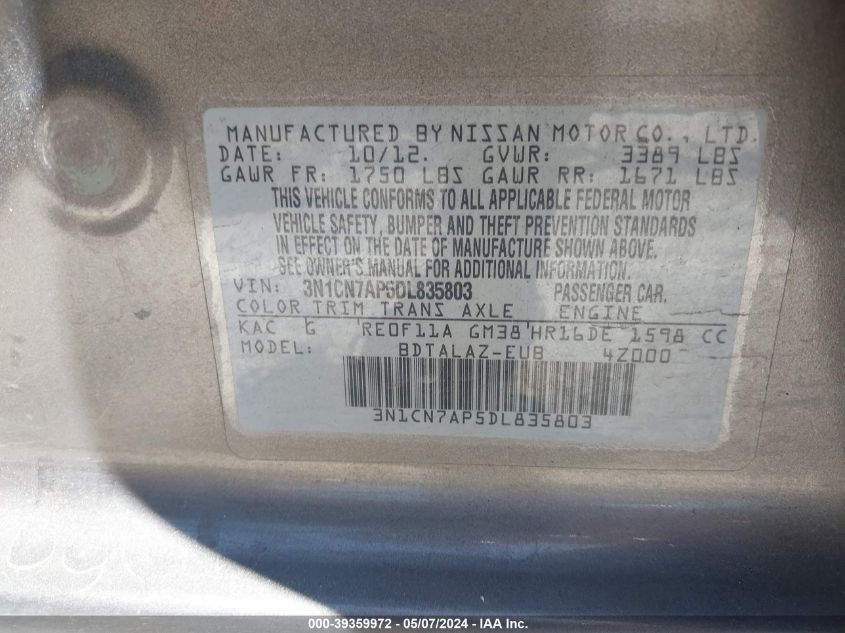 MANUFACTURED BY NISSAN MOTOR CO., LTD.
DATE: 10/12. GVWR: 3389 LBS
GAWR FR: 1750 LBS GAWR RR: 1671 LBS
THIS VEHICLE CONFORMS TO ALL APPLICABLE FEDERAL MOTOR
VEHICLE SAFETY, BUMPER AND THEFT PREVENTION STANDARDS
IN EFFECT ON THE DATE OF MANUFACTURE SHOWN ABOVE.
SEE OWNER'S MANUAL FOR ADDITIONAL INFORMATION.
VIN: 3N1CN7AP5DL835803 PASSENGER CAR.
COLOR TRIM TRANS AXLE ENGINE
KAC G RE0F11A GM38 HR16DE 1598 CC
MODEL: BDTALAZ-EUB 4Z000
3N1CN7AP5DL835803
000-39359972 - 05/07/2024 - IAA Inc.